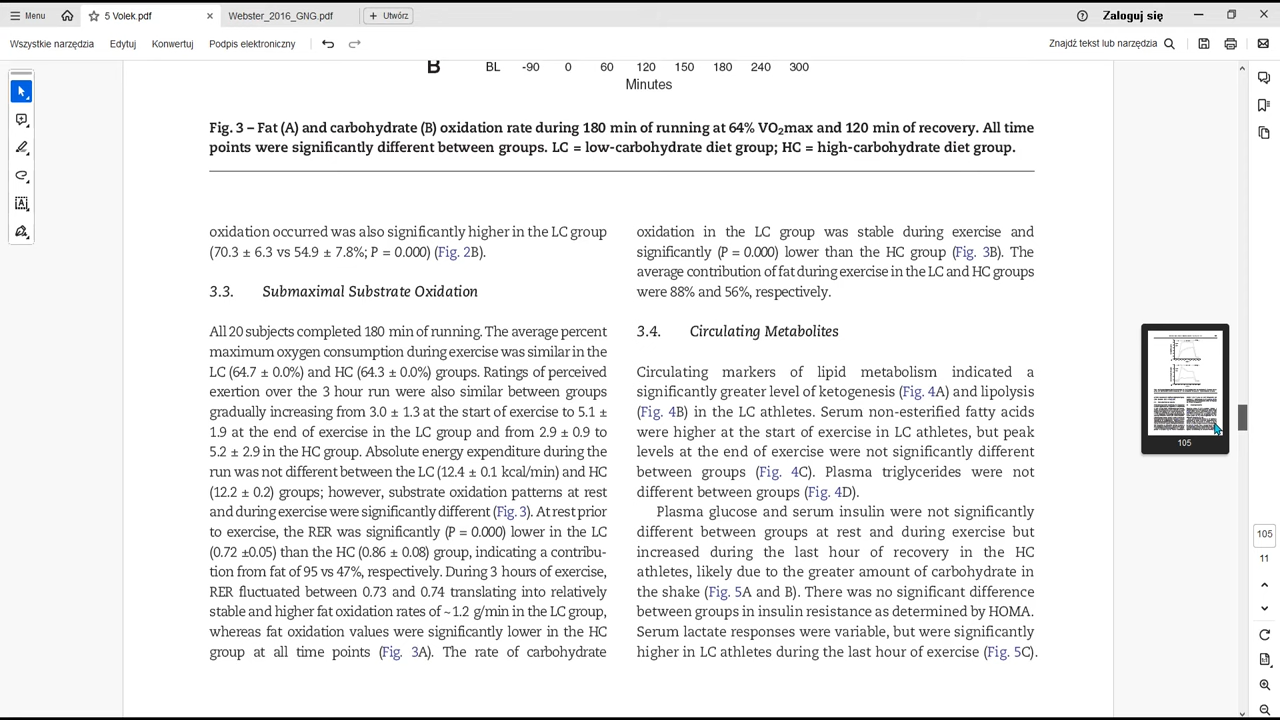 Menu
5 Volek.pdf
Webster_2016_GNG.pdf
Utwórz
Zaloguj się
Wszystkie narzędzia
Edytuj
Konwertuj
Podpis elektroniczny
Znajdź tekst lub narzędzia
B BL -90 0 60 120 150 180 240 300
Minutes
Fig. 3 – Fat (A) and carbohydrate (B) oxidation rate during 180 min of running at 64% VO₂max and 120 min of recovery. All time
points were significantly different between groups. LC = low-carbohydrate diet group; HC = high-carbohydrate diet group.
oxidation occurred was also significantly higher in the LC group
(70.3 ± 6.3 vs 54.9 ± 7.8%; P = 0.000) (Fig. 2B).
3.3. Submaximal Substrate Oxidation
All 20 subjects completed 180 min of running. The average percent
maximum oxygen consumption during exercise was similar in the
LC (64.7 ± 0.0%) and HC (64.3 ± 0.0%) groups. Ratings of perceived
exertion over the 3 hour run were also similar between groups
gradually increasing from 3.0 ± 1.3 at the start of exercise to 5.1 ±
1.9 at the end of exercise in the LC group and from 2.9 ± 0.9 to
5.2 ± 2.9 in the HC group. Absolute energy expenditure during the
run was not different between the LC (12.4 ± 0.1 kcal/min) and HC
(12.2 ± 0.2) groups; however, substrate oxidation patterns at rest
and during exercise were significantly different (Fig. 3). At rest prior
to exercise, the RER was significantly (P = 0.000) lower in the LC
(0.72 ±0.05) than the HC (0.86 ± 0.08) group, indicating a contribu-
tion from fat of 95 vs 47%, respectively. During 3 hours of exercise,
RER fluctuated between 0.73 and 0.74 translating into relatively
stable and higher fat oxidation rates of ~1.2 g/min in the LC group,
whereas fat oxidation values were significantly lower in the HC
group at all time points (Fig. 3A). The rate of carbohydrate
oxidation in the LC group was stable during exercise and
significantly (P = 0.000) lower than the HC group (Fig. 3B). The
average contribution of fat during exercise in the LC and HC groups
were 88% and 56%, respectively.
3.4. Circulating Metabolites
Circulating markers of lipid metabolism indicated a
significantly greater level of ketogenesis (Fig. 4A) and lipolysis
(Fig. 4B) in the LC athletes. Serum non-esterified fatty acids
were higher at the start of exercise in LC athletes, but peak
levels at the end of exercise were not significantly different
between groups (Fig. 4C). Plasma triglycerides were not
different between groups (Fig. 4D).
Plasma glucose and serum insulin were not significantly
different between groups at rest and during exercise but
increased during the last hour of recovery in the HC
athletes, likely due to the greater amount of carbohydrate in
the shake (Fig. 5A and B). There was no significant difference
between groups in insulin resistance as determined by HOMA.
Serum lactate responses were variable, but were significantly
higher in LC athletes during the last hour of exercise (Fig. 5C).
105
105
11